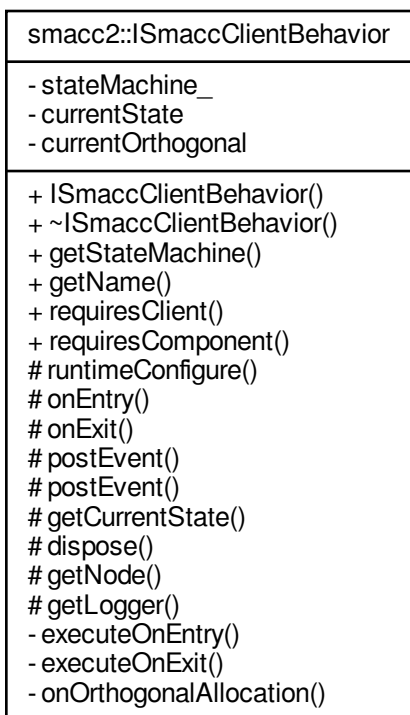 smacc2::ISmaccClientBehavior
- stateMachine_
- currentState
- currentOrthogonal
+ ISmaccClientBehavior()
+ ~ISmaccClientBehavior()
+ getStateMachine()
+ getName()
+ requiresClient()
+ requiresComponent()
# runtimeConfigure()
# onEntry()
# onExit()
# postEvent()
# postEvent()
# getCurrentState()
# dispose()
# getNode()
# getLogger()
- executeOnEntry()
- executeOnExit()
- onOrthogonalAllocation()